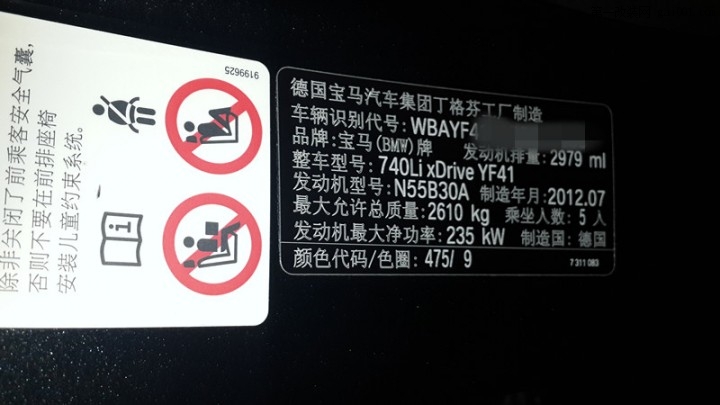 9199625
除非关闭了前乘客安全气囊,
否则不要在前排座椅
安装儿童约束系统。
德国宝马汽车集团丁格芬工厂制造
车辆识别代号: WBAYF4
品牌: 宝马(BMW)牌 发动机排量: 2979 ml
整车型号: 740Li xDrive YF41
发动机型号: N55B30A 制造年月: 2012.07
最大允许总质量: 2610 kg 乘坐人数: 5 人
发动机最大净功率: 235 kW 制造国: 德国
颜色代码/色圈: 475/ 9 7 311 083